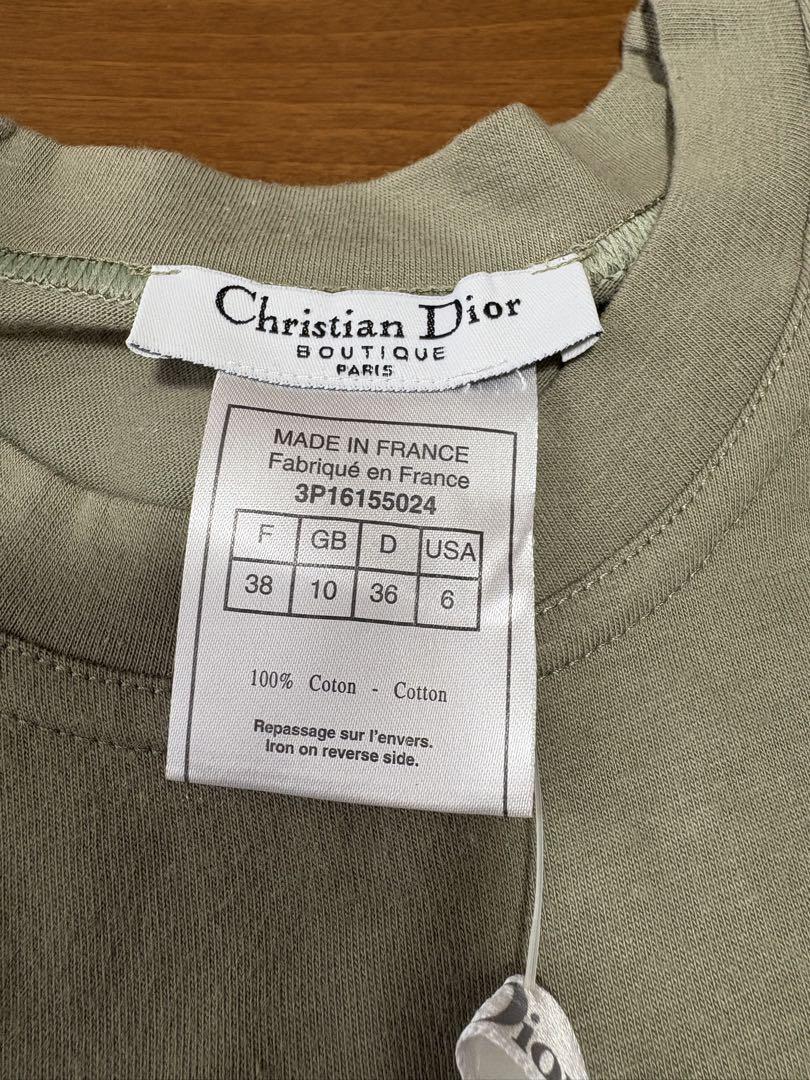 Christian Dior
BOUTIQUE
PARIS
MADE IN FRANCE
Fabriqué en France
3P16155024
F GB D USA
38 10 36 6
100% Coton - Cotton
Repassage sur l'envers.
Iron on reverse side.
Dior